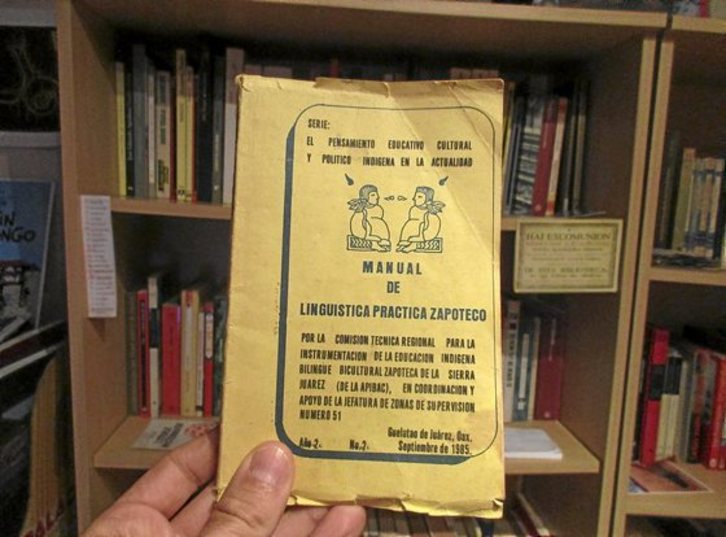 SERIE:
EL PENSAMIENTO EDUCATIVO CULTURAL
Y POLITICO INDIGENA EN LA ACTUALIDAD
MANUAL
DE
LINGUISTICA PRACTICA ZAPOTECO
POR LA COMISION TECNICA REGIONAL PARA LA
INSTRUMENTACION DE LA EDUCACION INDIGENA
BILINGUE BICULTURAL ZAPOTECA DE LA SIERRA
JUAREZ (DE LA APIBAC), EN COORDINACION Y
APOYO DE LA JEFATURA DE ZONAS DE SUPERVISION
NUMERO 51
Guelatao de Juárez, Oax.
Año-2- No.-2- Septiembre de 1985.
HAI EXCOMUNION